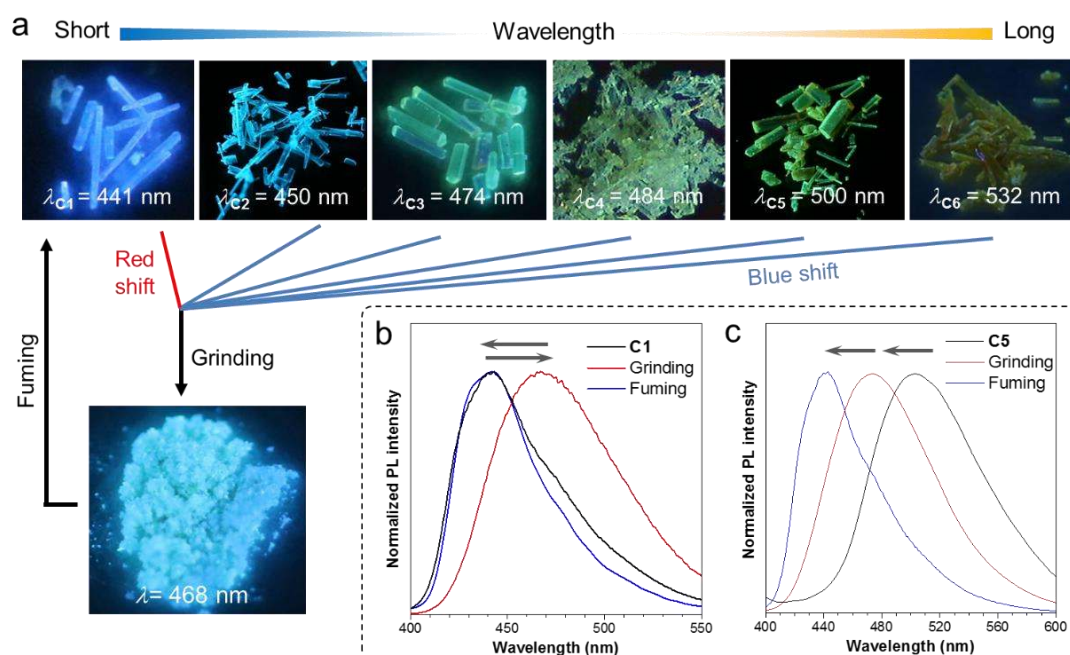 a
Short Wavelength Long
λC1 = 441 nm
λC2 = 450 nm
λC3 = 474 nm
λC4 = 484 nm
λC5 = 500 nm
λC6 = 532 nm
Red
shift
Blue shift
Fuming
Grinding
λ= 468 nm
b
C1
Grinding
Fuming
Normalized PL intensity
400 450 500 550
Wavelength (nm)
c
C5
Grinding
Fuming
Normalized PL intensity
400 440 480 520 560 600
Wavelength (nm)